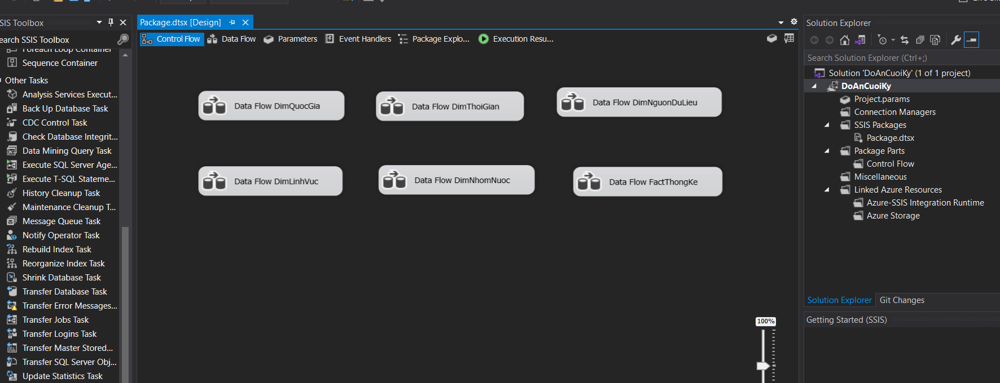 SIS Toolbox
earch SSIS Toolbox
Foreach Loop Container
Sequence Container
Other Tasks
Analysis Services Execut...
Back Up Database Task
CDC Control Task
Check Database Integrit...
Data Mining Query Task
Execute SQL Server Age...
Execute T-SQL Stateme...
History Cleanup Task
Maintenance Cleanup T...
Message Queue Task
Notify Operator Task
Rebuild Index Task
Reorganize Index Task
Shrink Database Task
Transfer Database Task
Transfer Error Messages...
Transfer Jobs Task
Transfer Logins Task
Transfer Master Stored...
Transfer SQL Server Obj...
Update Statistics Task
Package.dtsx [Design]
Control Flow
Data Flow
Parameters
Event Handlers
Package Explo...
Execution Resu...
Data Flow DimQuocGia
Data Flow DimThoiGian
Data Flow DimNguonDuLieu
Data Flow DimLinhVuc
Data Flow DimNhomNuoc
Data Flow FactThongKe
100%
Solution Explorer
Search Solution Explorer (Ctrl+;)
Solution 'DoAnCuoiKy' (1 of 1 project)
DoAnCuoiKy
Project.params
Connection Managers
SSIS Packages
Package.dtsx
Package Parts
Control Flow
Miscellaneous
Linked Azure Resources
Azure-SSIS Integration Runtime
Azure Storage
Solution Explorer
Git Changes
Getting Started (SSIS)